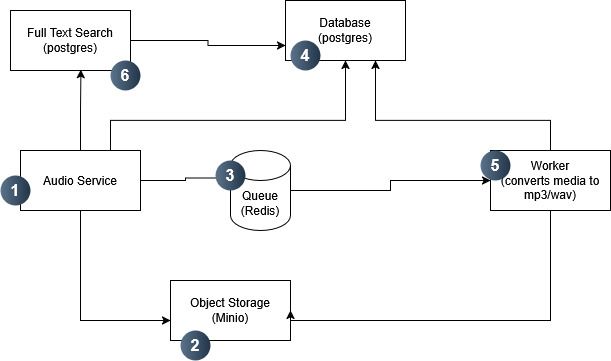 Full Text Search
(postgres)
6
Database
(postgres)
4
1
Audio Service
3
Queue
(Redis)
5
Worker
(converts media to
mp3/wav)
Object Storage
(Minio)
2